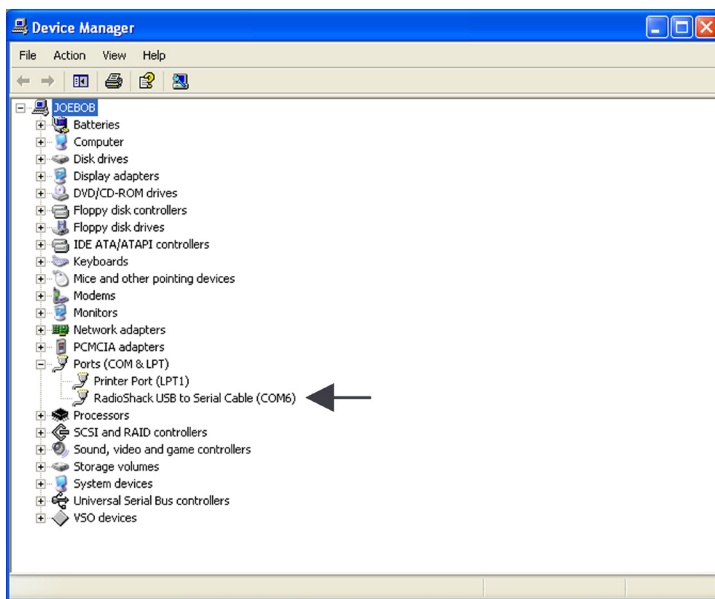 Device Manager
File Action View Help
JOEBOB
Batteries
Computer
Disk drives
Display adapters
DVD/CD-ROM drives
Floppy disk controllers
Floppy disk drives
IDE ATA/ATAPI controllers
Keyboards
Mice and other pointing devices
Modems
Monitors
Network adapters
PCMCIA adapters
Ports (COM & LPT)
Printer Port (LPT1)
RadioShack USB to Serial Cable (COM6)
Processors
SCSI and RAID controllers
Sound, video and game controllers
Storage volumes
System devices
Universal Serial Bus controllers
VSO devices